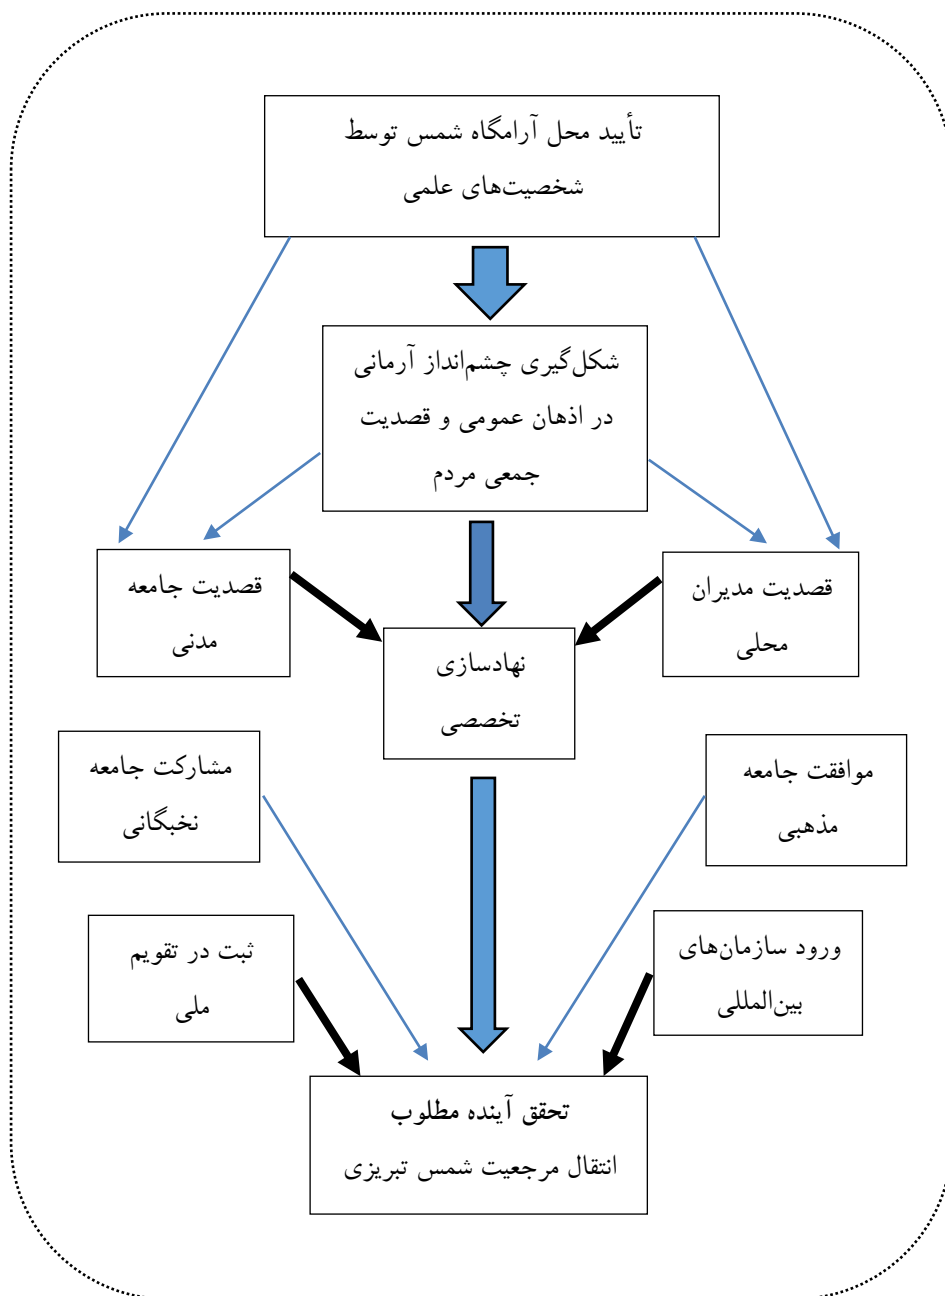 تأیید محل آرامگاه شمس توسط
شخصیت‌های علمی
شکل‌گیری چشم‌انداز آرمانی
در اذهان عمومی و قصدیت
جمعی مردم
قصدیت مدیران
محلی
قصدیت جامعه
مدنی
نهادسازی
تخصصی
موافقت جامعه
مذهبی
مشارکت جامعه
نخبگانی
ورود سازمان‌های
بین‌المللی
ثبت در تقویم
ملی
تحقق آینده مطلوب
انتقال مرجعیت شمس تبریزی